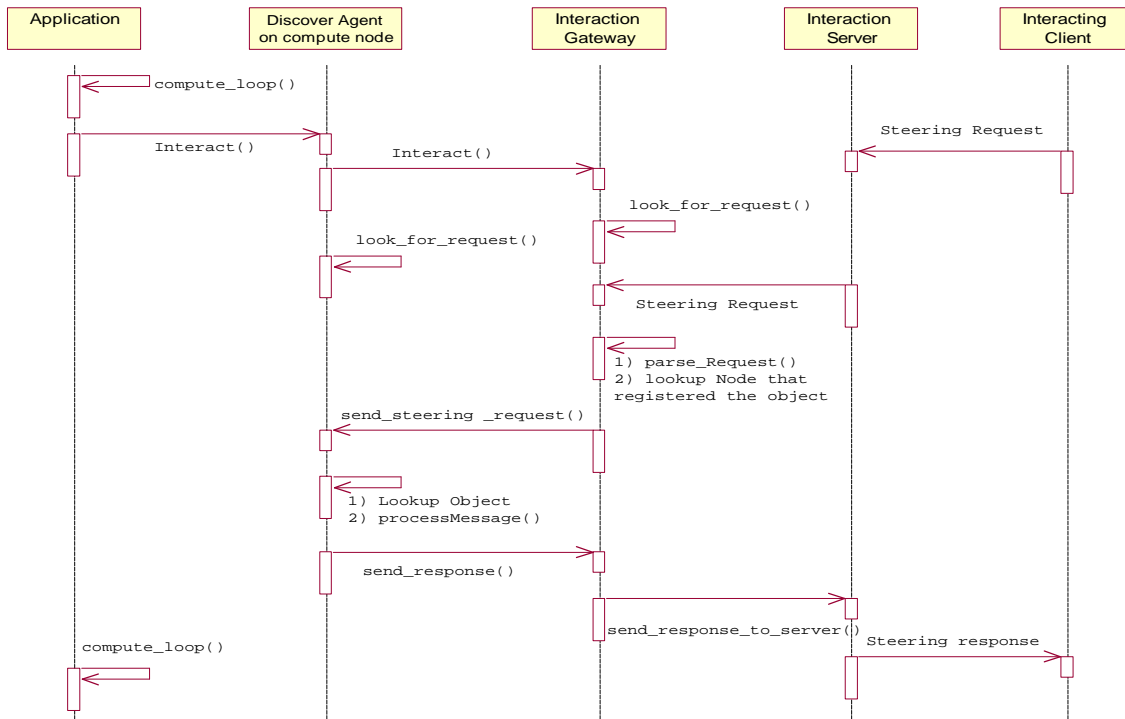 Application
Discover Agent
on compute node
Interaction
Gateway
Interaction
Server
Interacting
Client
compute_loop()
Interact()
Interact()
Steering Request
look_for_request()
look_for_request()
Steering Request
1) parse_Request()
2) lookup Node that
registered the object
send_steering _request()
1) Lookup Object
2) processMessage()
send_response()
send_response_to_server()
Steering response
compute_loop()